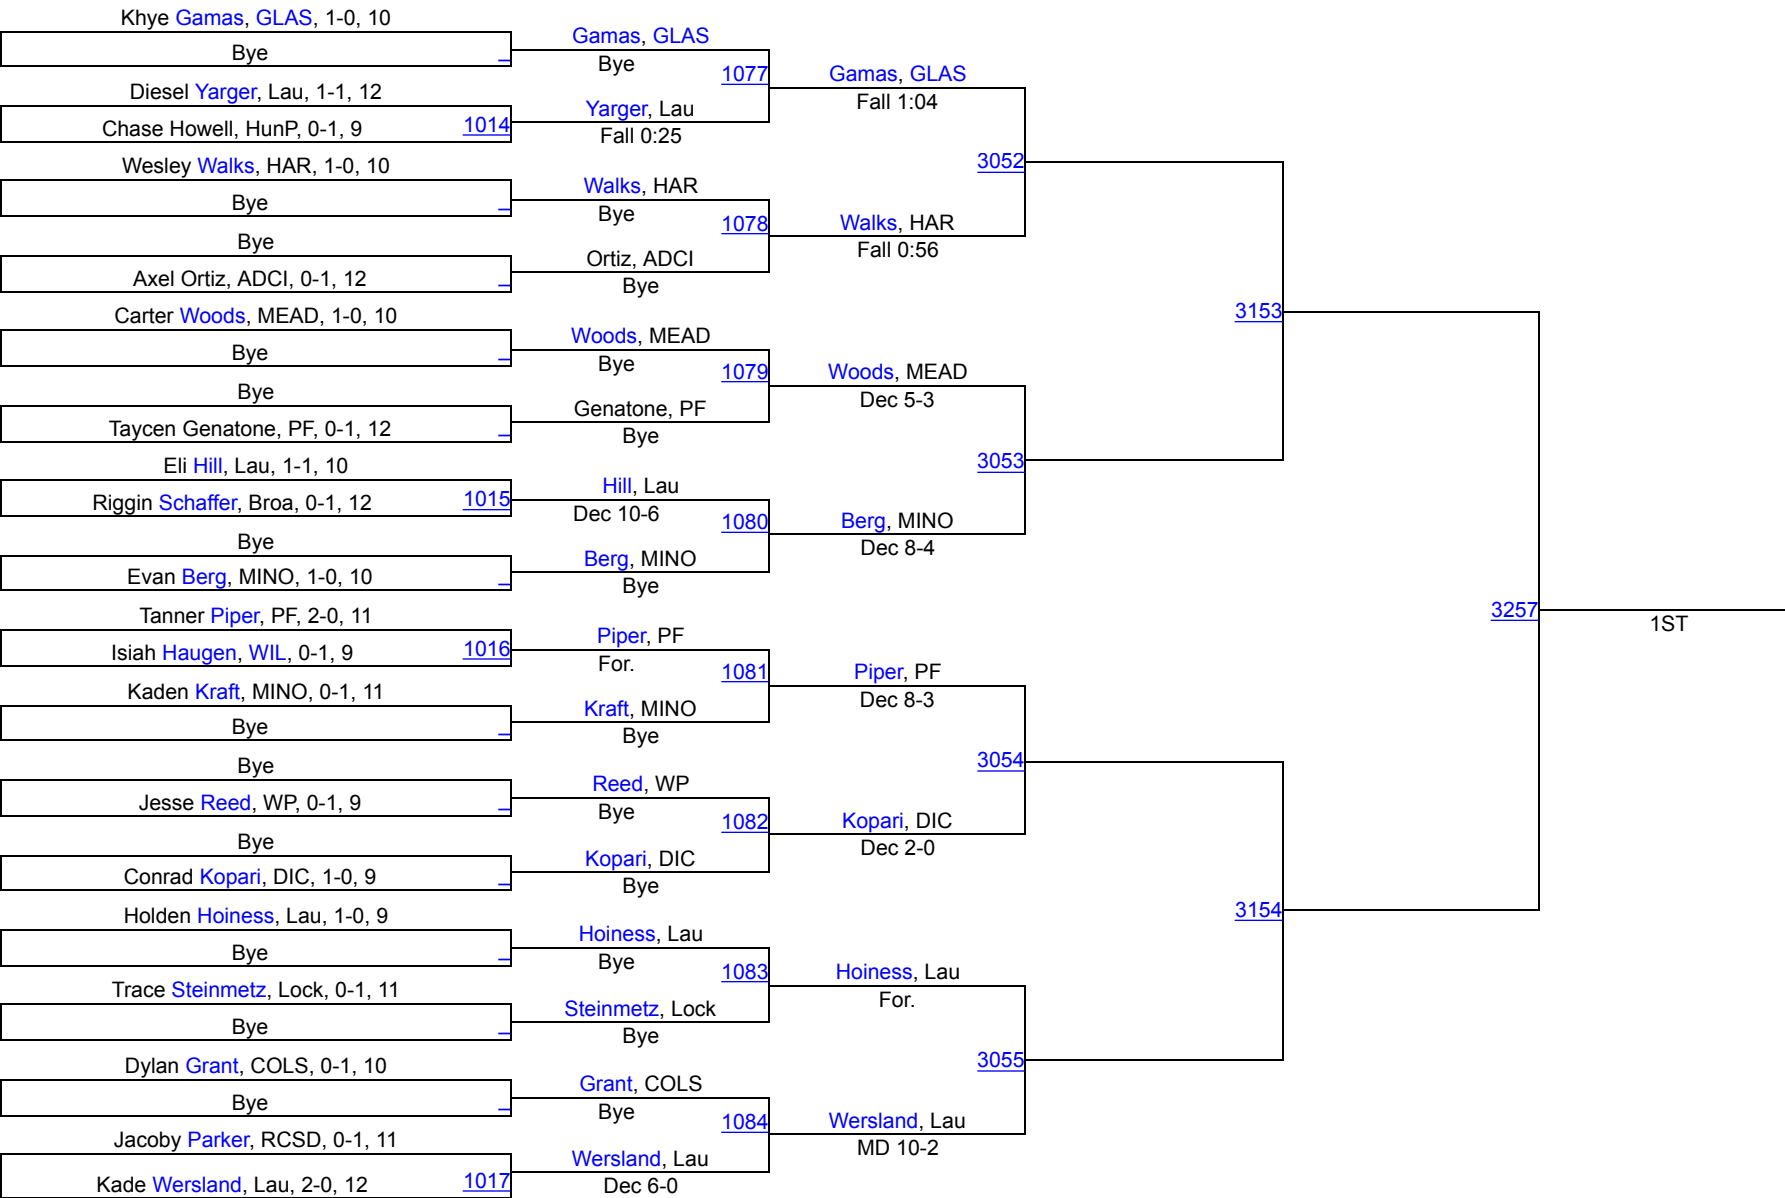 Khye Gamas, GLAS, 1-0, 10
Bye
Diesel Yarger, Lau, 1-1, 12
Chase Howell, HunP, 0-1, 9
1014
Wesley Walks, HAR, 1-0, 10
Bye
Bye
Axel Ortiz, ADCI, 0-1, 12
Carter Woods, MEAD, 1-0, 10
Bye
Bye
Taycen Genatone, PF, 0-1, 12
Eli Hill, Lau, 1-1, 10
Riggin Schaffer, Broa, 0-1, 12
1015
Bye
Evan Berg, MINO, 1-0, 10
Tanner Piper, PF, 2-0, 11
Isiah Haugen, WIL, 0-1, 9
1016
Kaden Kraft, MINO, 0-1, 11
Bye
Bye
Jesse Reed, WP, 0-1, 9
Bye
Conrad Kopari, DIC, 1-0, 9
Holden Hoiness, Lau, 1-0, 9
Bye
Trace Steinmetz, Lock, 0-1, 11
Bye
Dylan Grant, COLS, 0-1, 10
Bye
Jacoby Parker, RCSD, 0-1, 11
Kade Wersland, Lau, 2-0, 12
1017
Gamas, GLAS
Bye
1077
Yarger, Lau
Fall 0:25
Walks, HAR
Bye
1078
Ortiz, ADCI
Bye
Woods, MEAD
Bye
1079
Genatone, PF
Bye
Hill, Lau
Dec 10-6
1080
Berg, MINO
Bye
Piper, PF
For.
1081
Kraft, MINO
Bye
Reed, WP
Bye
1082
Kopari, DIC
Bye
Hoiness, Lau
Bye
1083
Steinmetz, Lock
Bye
Grant, COLS
Bye
1084
Wersland, Lau
Dec 6-0
Gamas, GLAS
Fall 1:04
3052
Walks, HAR
Fall 0:56
Woods, MEAD
Dec 5-3
3053
Berg, MINO
Dec 8-4
Piper, PF
Dec 8-3
3054
Kopari, DIC
Dec 2-0
Hoiness, Lau
For.
3055
Wersland, Lau
MD 10-2
3153
3154
3257
1ST